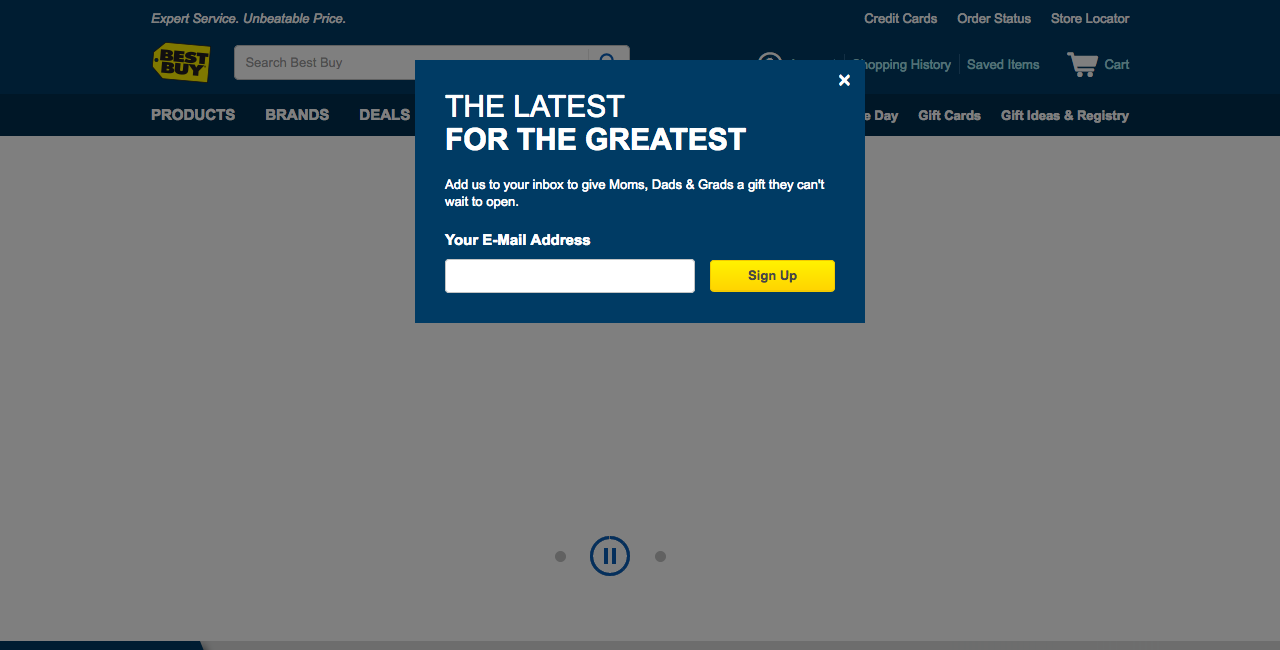 Expert Service. Unbeatable Price.
Credit Cards Order Status Store Locator
BEST
BUY
Search Best Buy
Shopping History Saved Items Cart
PRODUCTS BRANDS DEALS
Day Gift Cards Gift Ideas & Registry
×
THE LATEST
FOR THE GREATEST
Add us to your inbox to give Moms, Dads & Grads a gift they can't
wait to open.
Your E-Mail Address
Sign Up